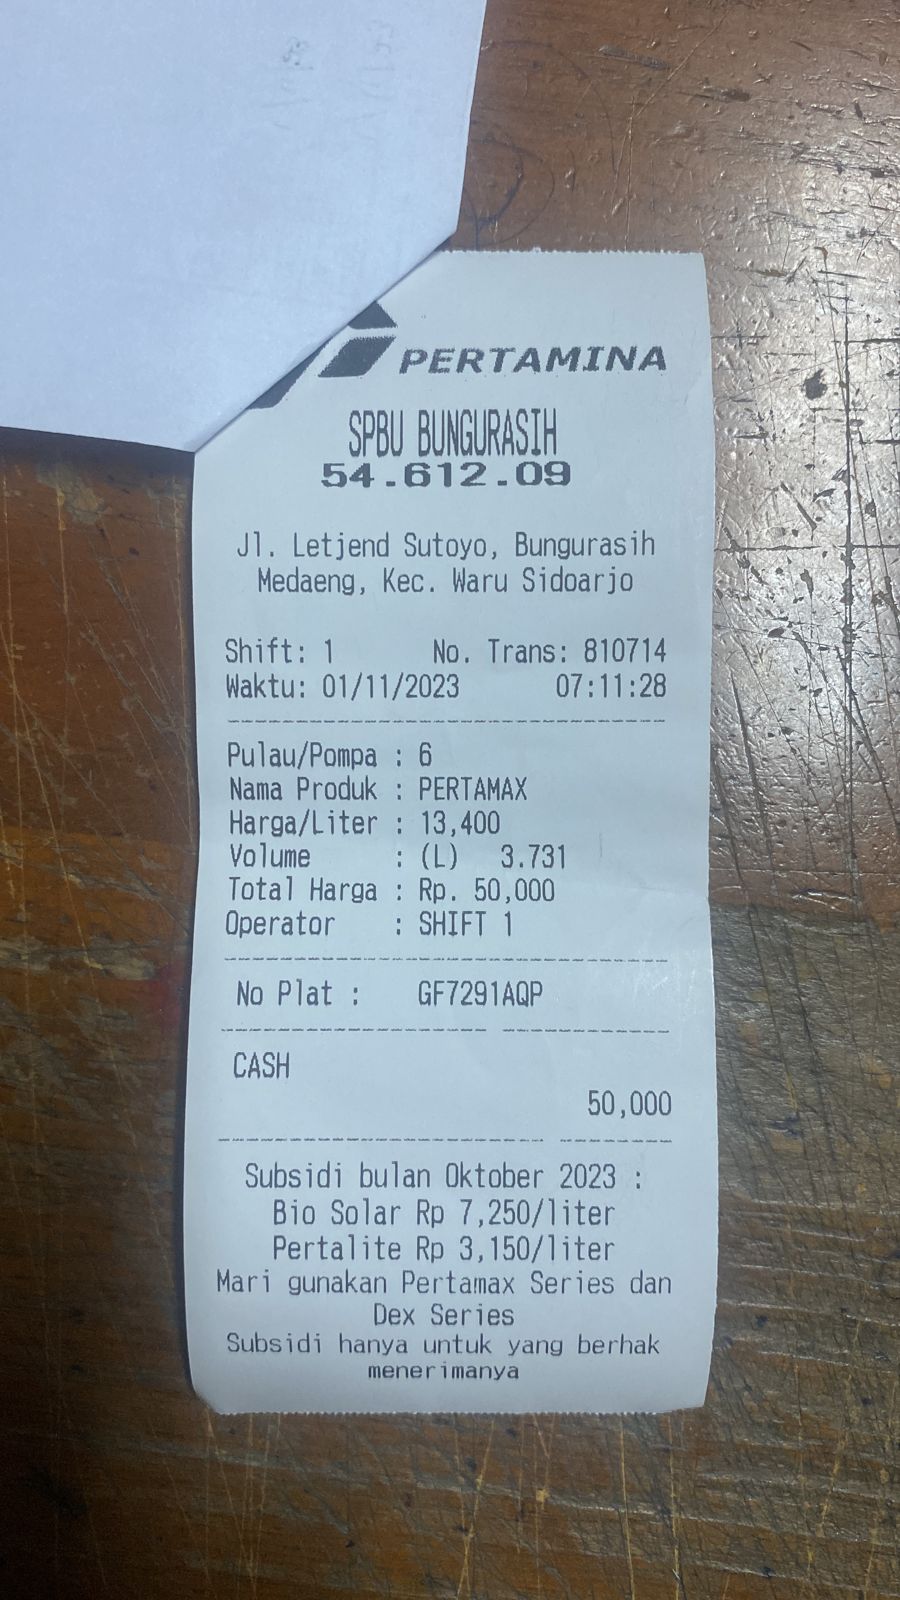 PERTAMINA
SPBU BUNGURASIH
54.612.09
Jl. Letjend Sutoyo, Bungurasih
Medaeng, Kec. Waru Sidoarjo
Shift: 1 No. Trans: 810714
Waktu: 01/11/2023 07:11:28
Pulau/Pompa : 6
Nama Produk : PERTAMAX
Harga/Liter : 13,400
Volume : (L) 3.731
Total Harga : Rp. 50,000
Operator : SHIFT 1
No Plat : GF7291AQP
CASH
50,000
Subsidi bulan Oktober 2023 :
Bio Solar Rp 7,250/liter
Pertalite Rp 3,150/liter
Mari gunakan Pertamax Series dan
Dex Series
Subsidi hanya untuk yang berhak
menerimanya